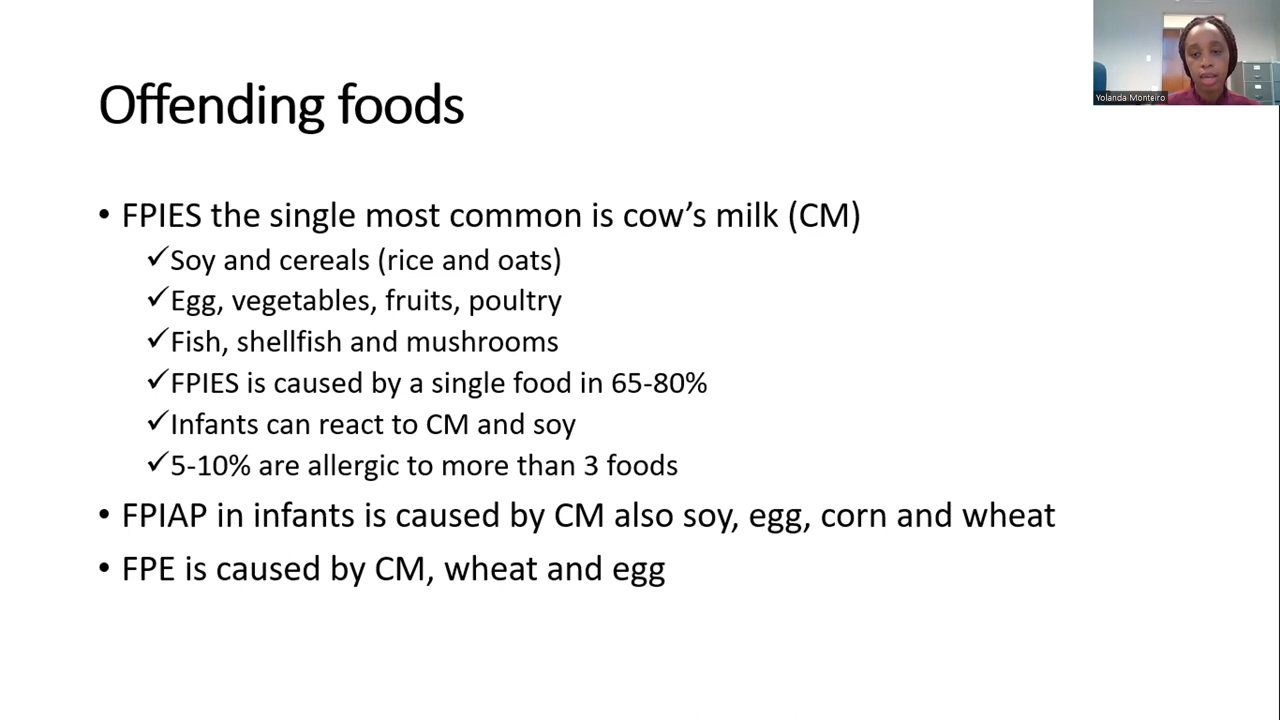 Offending foods
• FPIES the single most common is cow’s milk (CM)
✓Soy and cereals (rice and oats)
✓Egg, vegetables, fruits, poultry
✓Fish, shellfish and mushrooms
✓FPIES is caused by a single food in 65-80%
✓Infants can react to CM and soy
✓5-10% are allergic to more than 3 foods
• FPIAP in infants is caused by CM also soy, egg, corn and wheat
• FPE is caused by CM, wheat and egg
Yolanda Monteiro